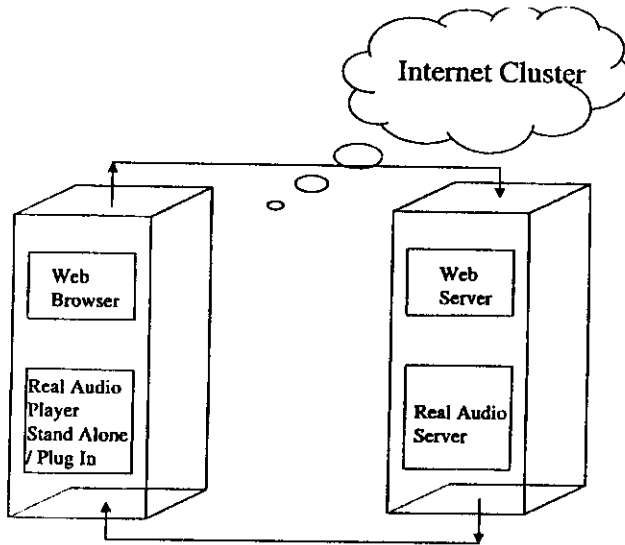 Internet Cluster
Web
Browser
Web
Server
Real Audio
Player
Stand Alone
/ Plug In
Real Audio
Server